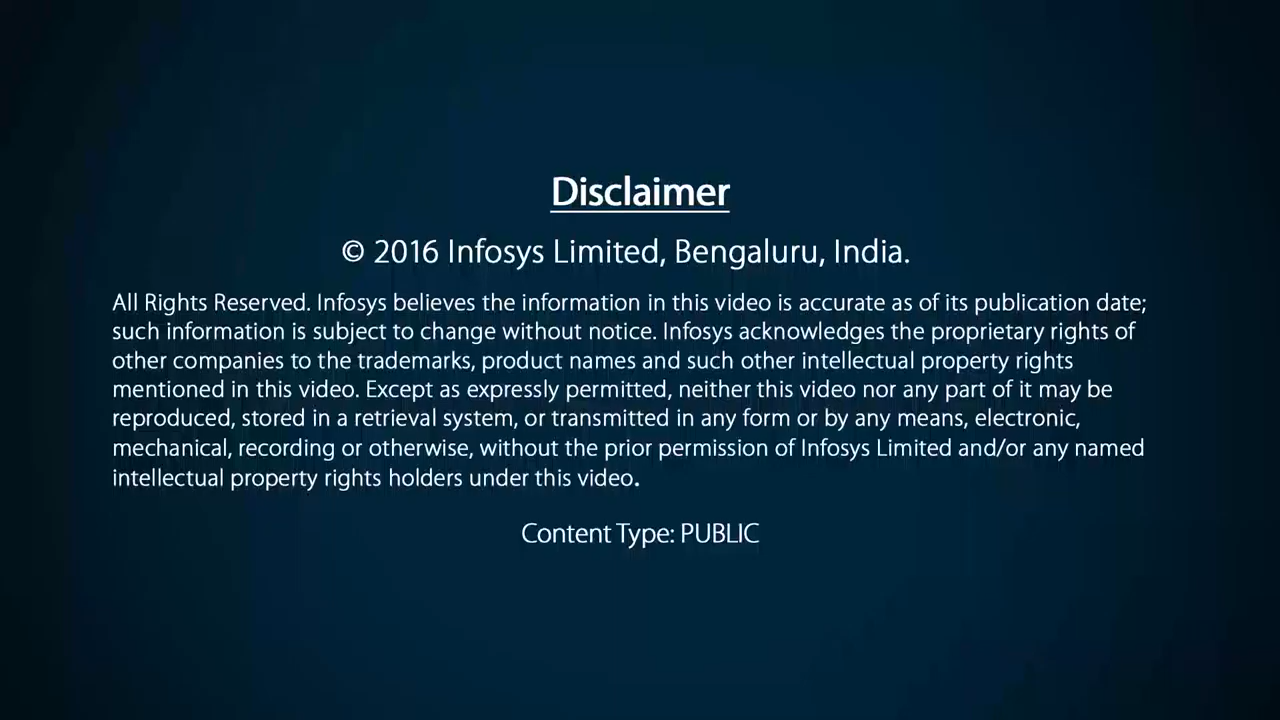 Disclaimer
© 2016 Infosys Limited, Bengaluru, India.
All Rights Reserved. Infosys believes the information in this video is accurate as of its publication date;
such information is subject to change without notice. Infosys acknowledges the proprietary rights of
other companies to the trademarks, product names and such other intellectual property rights
mentioned in this video. Except as expressly permitted, neither this video nor any part of it may be
reproduced, stored in a retrieval system, or transmitted in any form or by any means, electronic,
mechanical, recording or otherwise, without the prior permission of Infosys Limited and/or any named
intellectual property rights holders under this video.
Content Type: PUBLIC